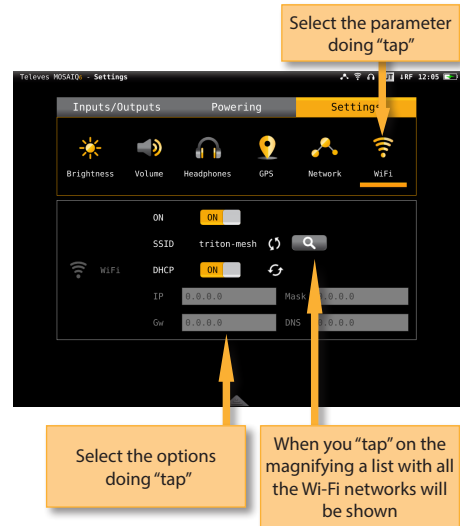 Select the parameter
doing “tap”
Televes MOSAIQ6 - Settings
RF 12:05
Inputs/Outputs Powering Settings
Brightness Volume Headphones GPS Network WiFi
ON ON
SSID triton-mesh
WiFi DHCP ON
IP 0.0.0.0 Mask 0.0.0.0
Gw 0.0.0.0 DNS 0.0.0.0
Select the options
doing “tap”
When you “tap” on the
magnifying a list with all
the Wi-Fi networks will
be shown